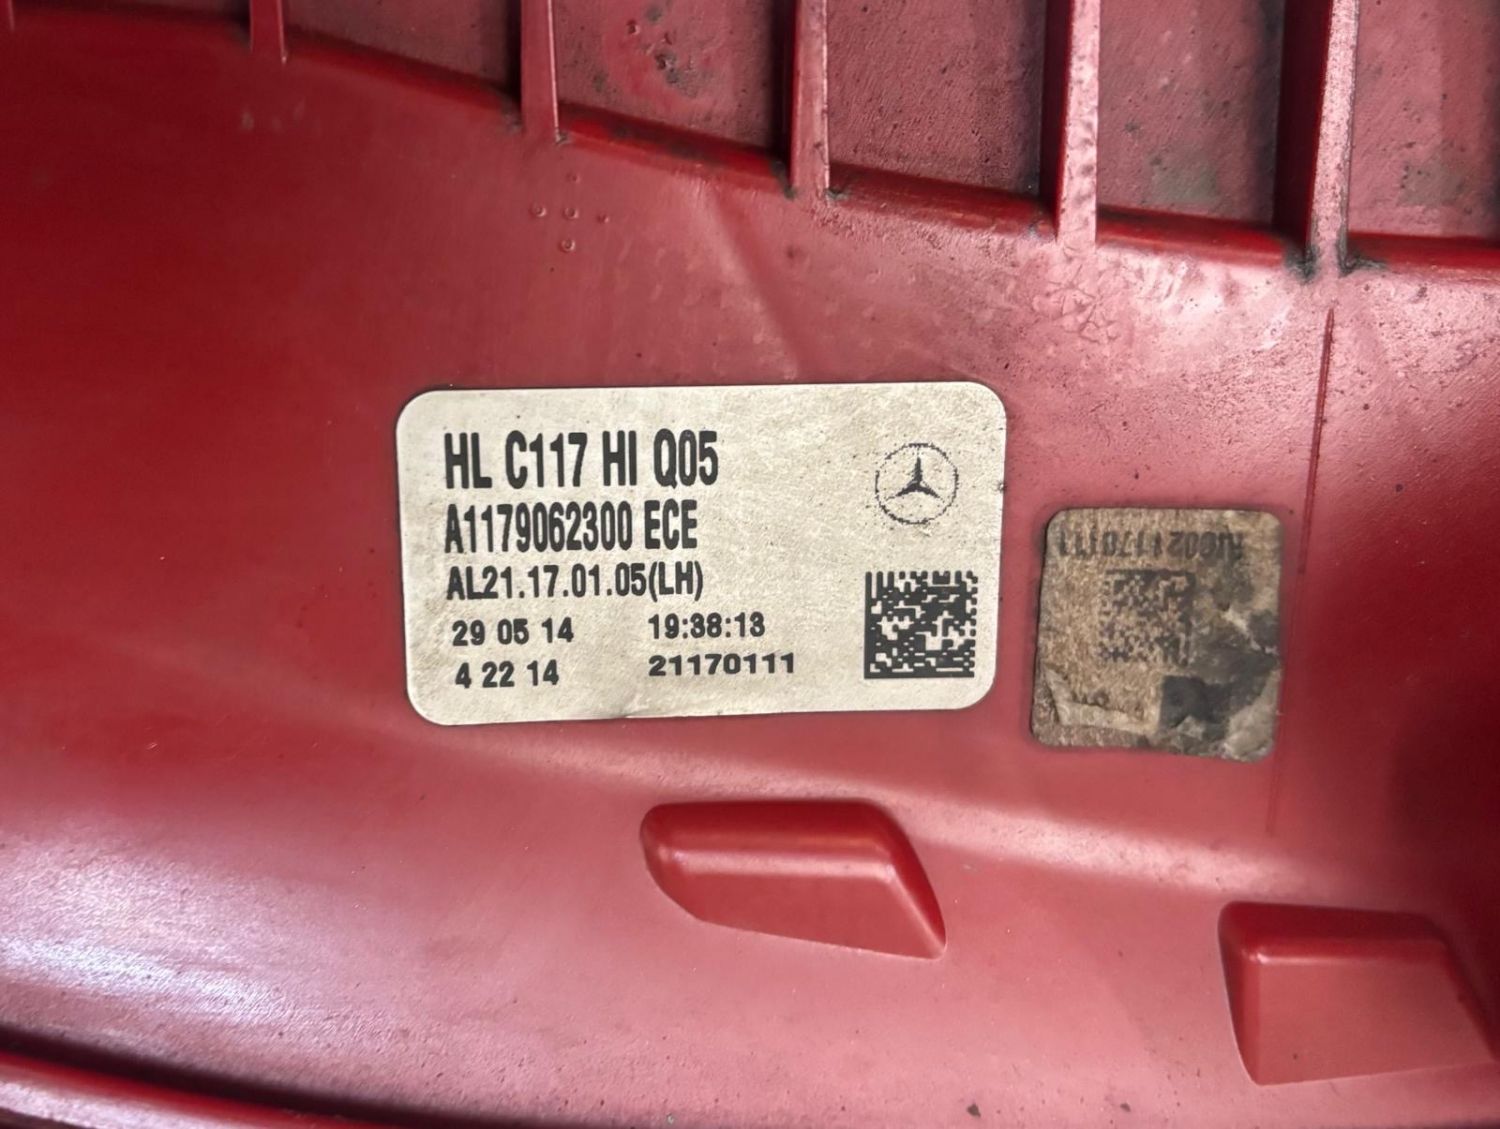 HL C117 HI Q05
A1179062300 ECE
AL21.17.01.05(LH)
29 05 14 19:38:13
4 22 14 21170111